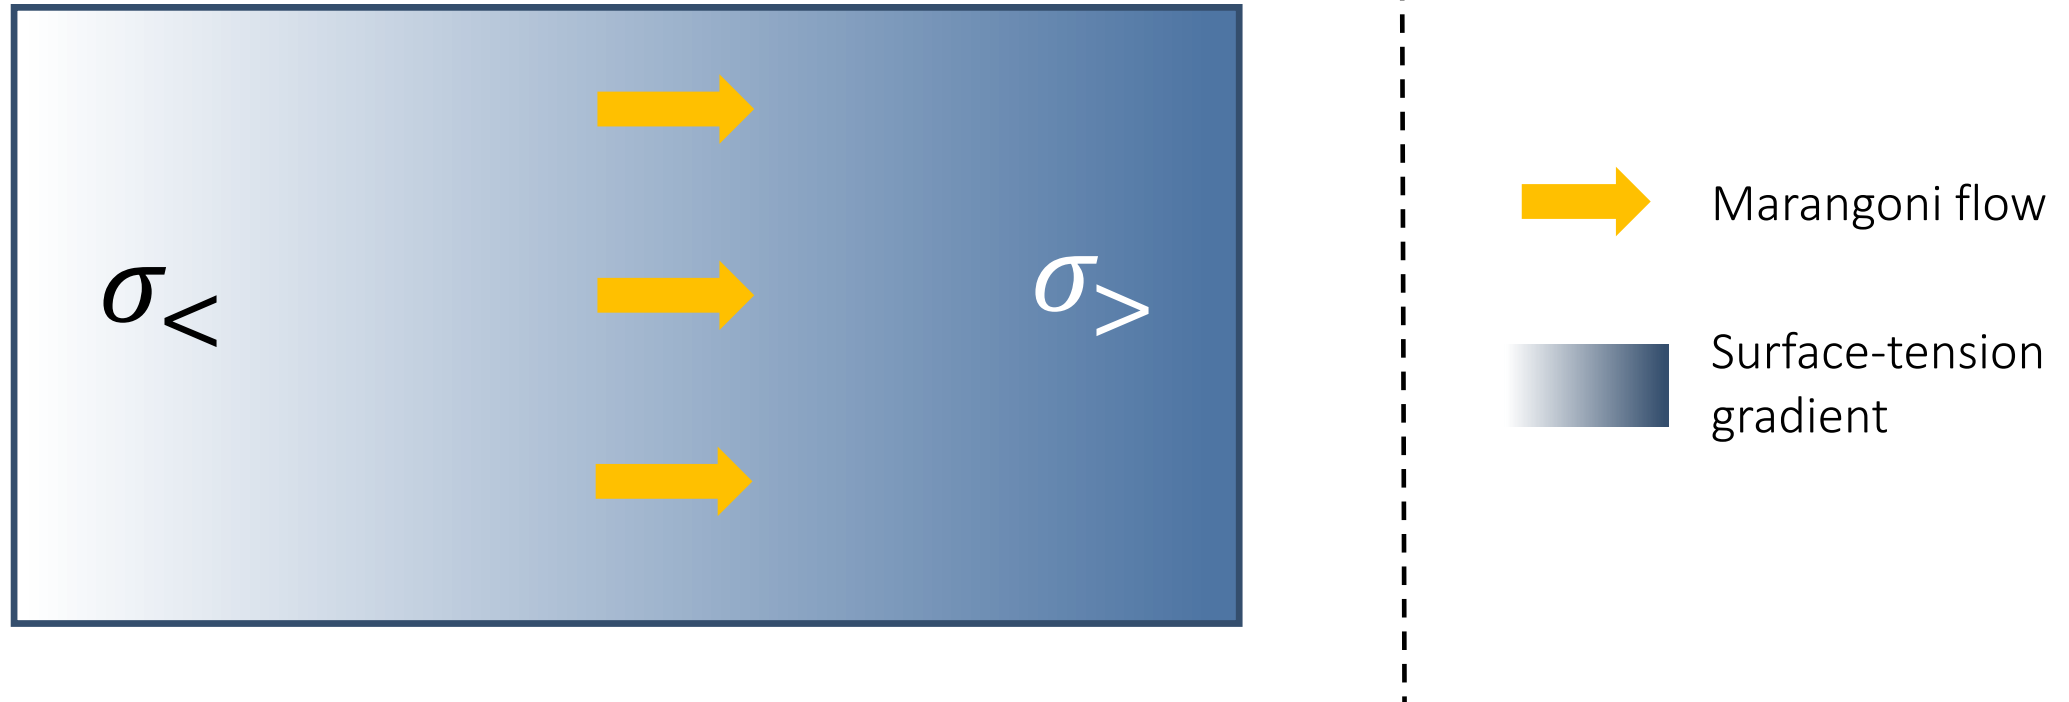 σ<
σ>
Marangoni flow
Surface-tension
gradient